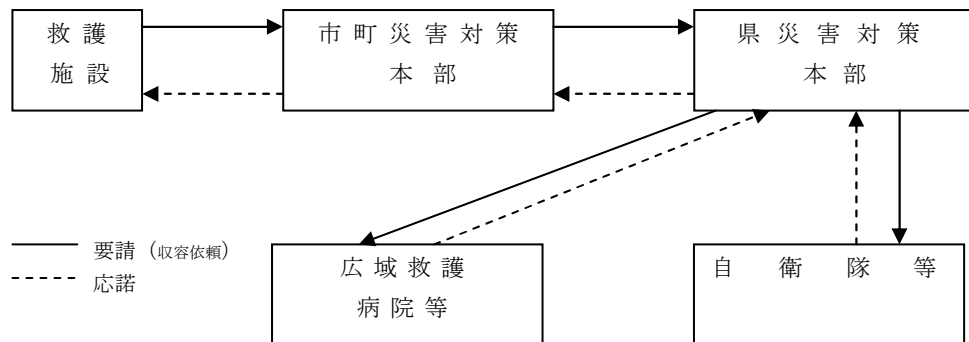 救護
施設
市町災害対策
本部
県災害対策
本部
要請（収容依頼）
応諾
広域救護
病院等
自衛隊等